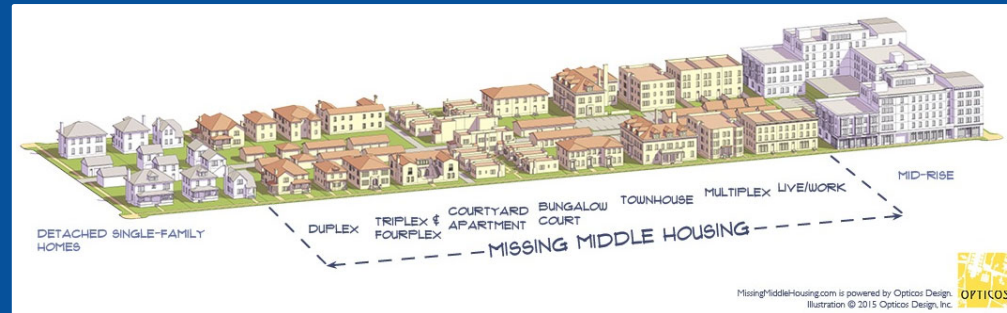 DETACHED SINGLE-FAMILY
HOMES
DUPLEX
TRIPLEX &
FOURPLEX
COURTYARD
APARTMENT
BUNGALOW
COURT
TOWNHOUSE
MULTIPLEX
LIVE/WORK
MID-RISE
MISSING MIDDLE HOUSING
MissingMiddleHousing.com is powered by Opticos Design.
Illustration © 2015 Opticos Design, Inc.
OPTICOS